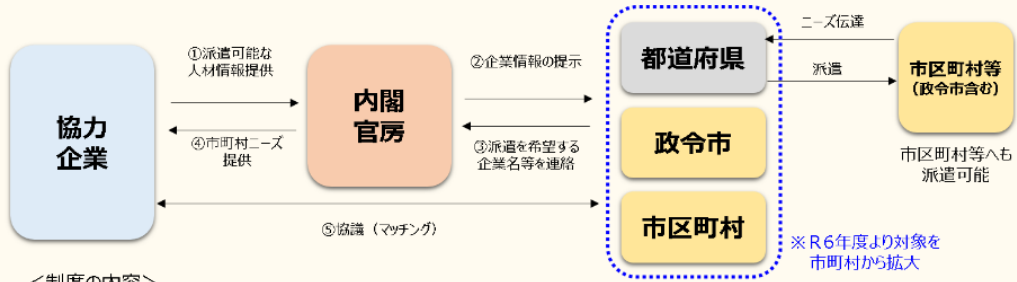 協力
企業
①派遣可能な
人材情報提供
④市町村ニーズ
提供
内閣
官房
②企業情報の提示
③派遣を希望する
企業名等を連絡
⑤協議（マッチング）
都道府県
政令市
市区町村
ニーズ伝達
派遣
市区町村等
(政令市含む)
市区町村等へも
派遣可能
※R6年度より対象を
市町村から拡大
＜制度の内容＞